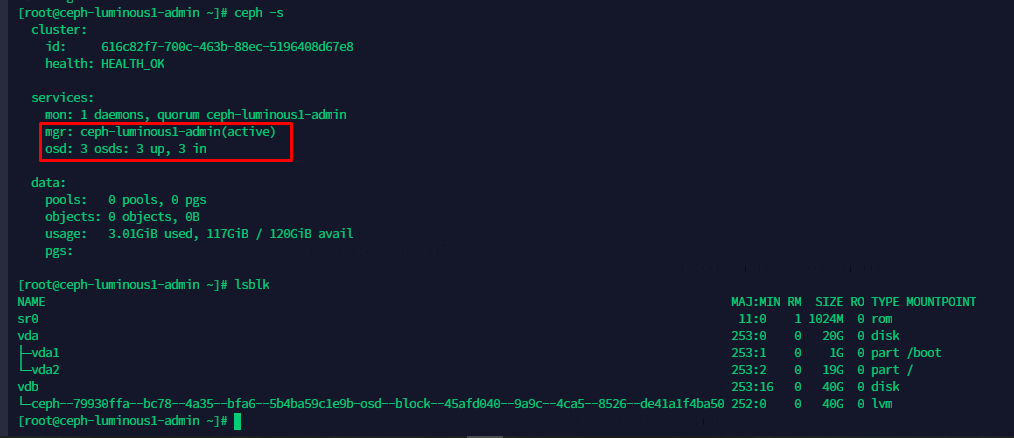 [root@ceph-luminous1-admin ~]# ceph -s
  cluster:
    id:     616c82f7-700c-463b-88ec-5196408d67e8
    health: HEALTH_OK

  services:
    mon: 1 daemons, quorum ceph-luminous1-admin
    mgr: ceph-luminous1-admin(active)
    osd: 3 osds: 3 up, 3 in

  data:
    pools:   0 pools, 0 pgs
    objects: 0 objects, 0B
    usage:   3.01GiB used, 117GiB / 120GiB avail
    pgs:

[root@ceph-luminous1-admin ~]# lsblk
NAME MAJ:MIN RM SIZE RO TYPE MOUNTPOINT
sr0 11:0 1 1024M 0 rom
vda 253:0 0 20G 0 disk
├─vda1 253:1 0 1G 0 part /boot
└─vda2 253:2 0 19G 0 part /
vdb 253:16 0 40G 0 disk
└─ceph--79930ffa--bc78--4a35--bfa6--5b4ba59c1e9b-osd--block--45afd040--9a9c--4ca5--8526--de41a1f4ba50 252:0 0 40G 0 lvm
[root@ceph-luminous1-admin ~]#